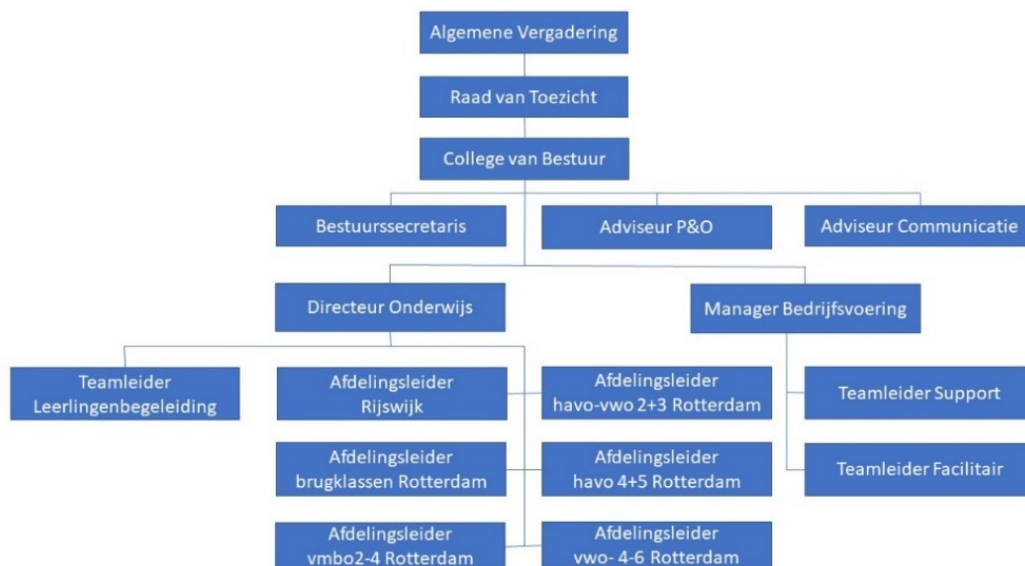 Algemene Vergadering
Raad van Toezicht
College van Bestuur
Bestuurssecretaris
Adviseur P&O
Adviseur Communicatie
Directeur Onderwijs
Manager Bedrijfsvoering
Teamleider
Leerlingenbegeleiding
Afdelingsleider
Rijswijk
Afdelingsleider
havo-vwo 2+3 Rotterdam
Teamleider Support
Afdelingsleider
brugklassen Rotterdam
Afdelingsleider
havo 4+5 Rotterdam
Teamleider Facilitair
Afdelingsleider
vmbo2-4 Rotterdam
Afdelingsleider
vwo- 4-6 Rotterdam